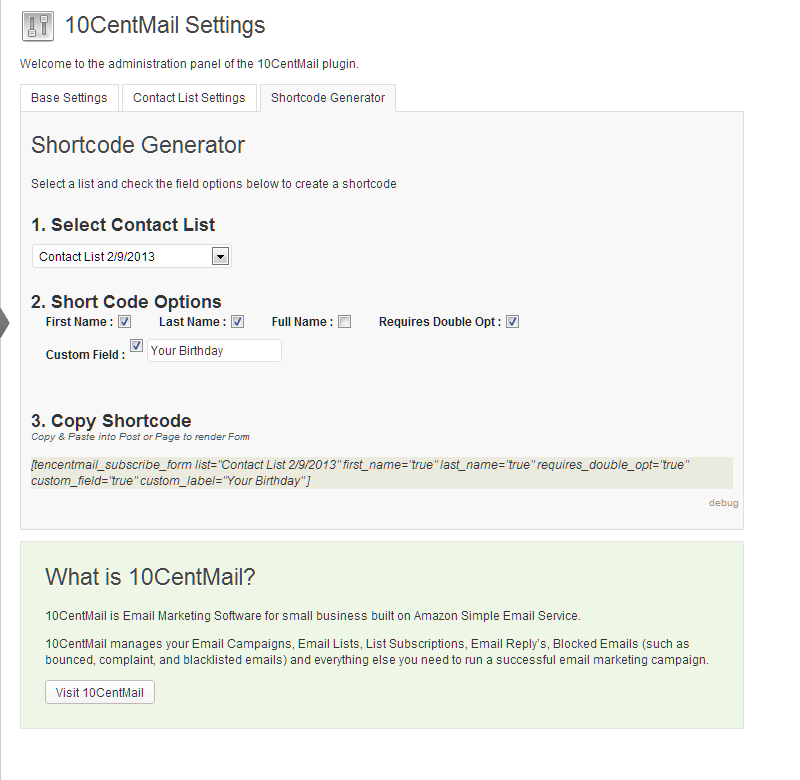 10CentMail Settings
Welcome to the administration panel of the 10CentMail plugin.
Base Settings Contact List Settings Shortcode Generator
Shortcode Generator
Select a list and check the field options below to create a shortcode
1. Select Contact List
Contact List 2/9/2013
2. Short Code Options
First Name : Last Name : Full Name : Requires Double Opt :
Custom Field : Your Birthday
3. Copy Shortcode
Copy & Paste into Post or Page to render Form
[tencentmail_subscribe_form list="Contact List 2/9/2013" first_name="true" last_name="true" requires_double_opt="true"
custom_field="true" custom_label="Your Birthday" ]
debug
What is 10CentMail?
10CentMail is Email Marketing Software for small business built on Amazon Simple Email Service.
10CentMail manages your Email Campaigns, Email Lists, List Subscriptions, Email Reply's, Blocked Emails (such as
bounced, complaint, and blacklisted emails) and everything else you need to run a successful email marketing campaign.
Visit 10CentMail